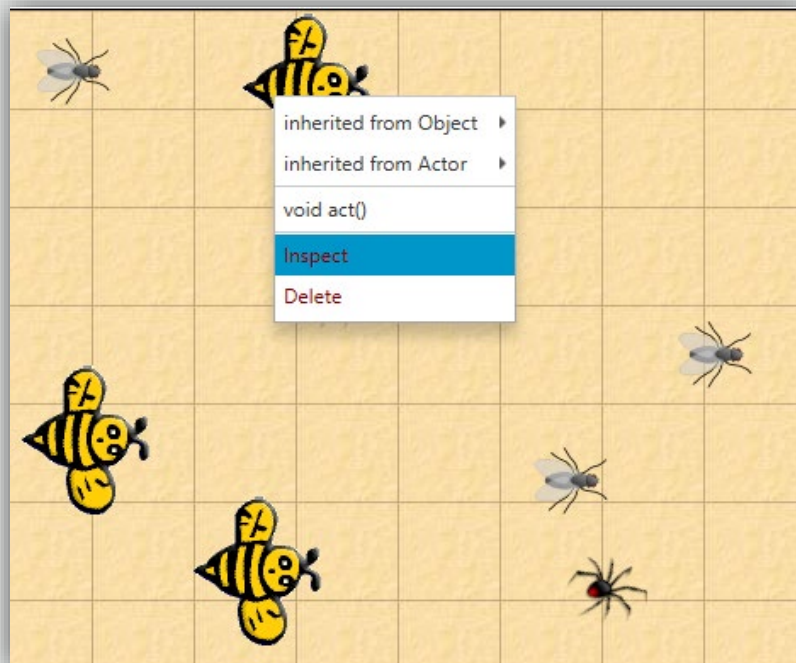 inherited from Object
inherited from Actor
void act()
Inspect
Delete